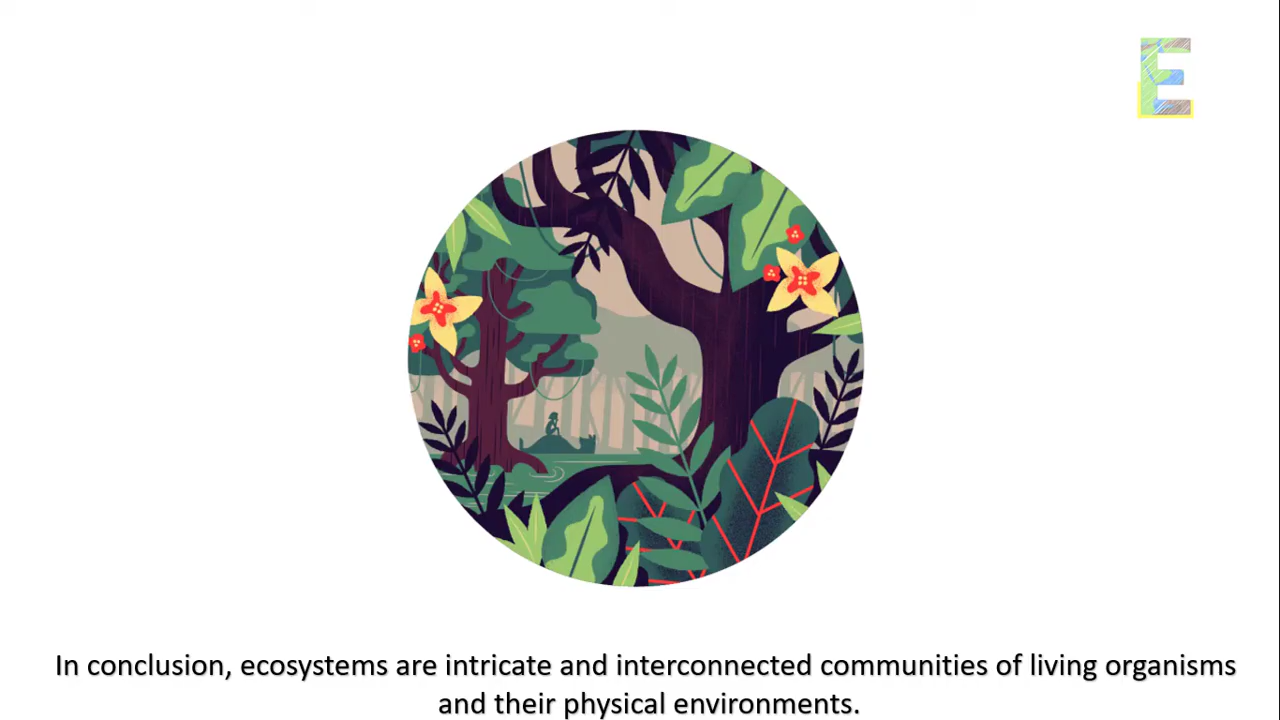 E
In conclusion, ecosystems are intricate and interconnected communities of living organisms
and their physical environments.